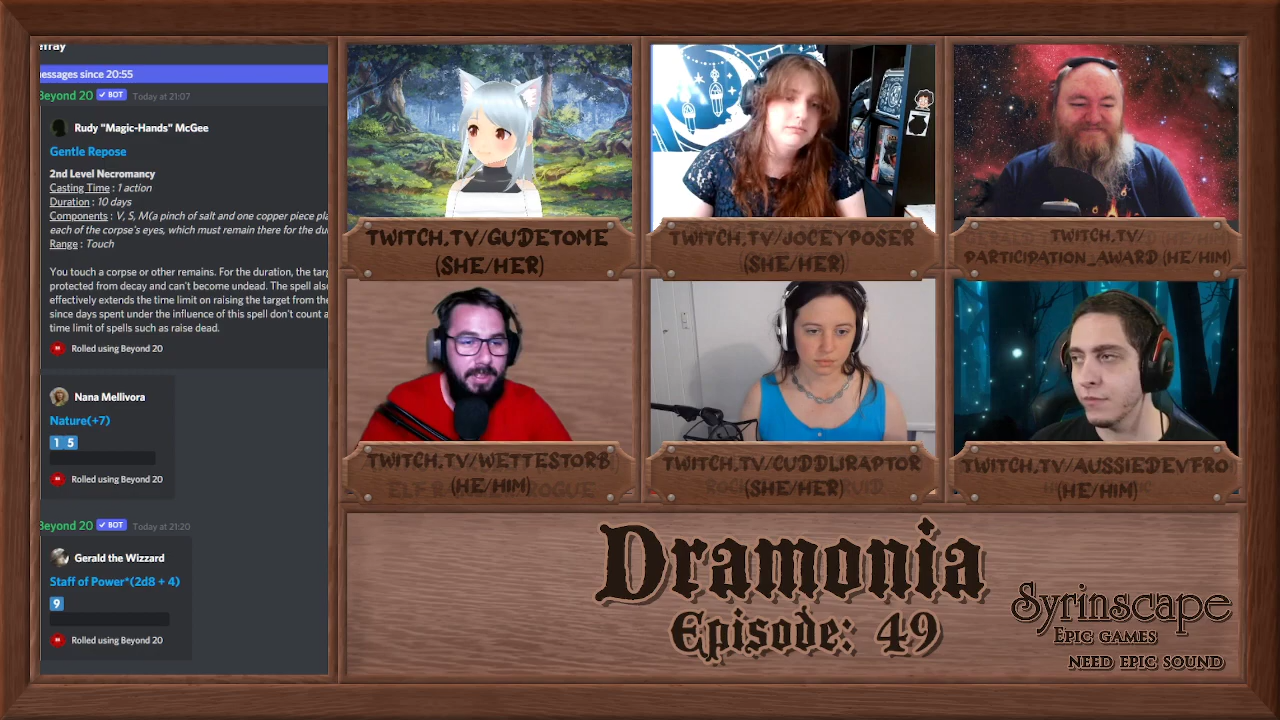 essages since 20:55
Beyond 20 ✓ BOT Today at 21:07
Rudy "Magic-Hands" McGee
Gentle Repose
2nd Level Necromancy
Casting Time : 1 action
Duration : 10 days
Components : V, S, M(a pinch of salt and one copper piece pla
each of the corpse's eyes, which must remain there for the du
Range : Touch
You touch a corpse or other remains. For the duration, the targ
protected from decay and can't become undead. The spell also
effectively extends the time limit on raising the target from the
since days spent under the influence of this spell don't count a
time limit of spells such as raise dead.
Rolled using Beyond 20
Nana Mellivora
Nature(+7)
1 5
Rolled using Beyond 20
Beyond 20 ✓ BOT Today at 21:20
Gerald the Wizzard
Staff of Power*(2d8 + 4)
9
Rolled using Beyond 20
TWITCH.TV/GUDETOME
(SHE/HER)
TWITCH.TV/JOCEYPOSER
(SHE/HER)
TWITCH.TV/
PARTICIPATION_AWARD (HE/HIM)
TWITCH.TV/WETTESTORB
(HE/HIM)
TWITCH.TV/CUDDLIRAPTOR
(SHE/HER)
TWITCH.TV/AUSSIEDEVFRO
(HE/HIM)
Dramonia
Episode: 49
Syrinscape
EPIC GAMES
NEED EPIC SOUND